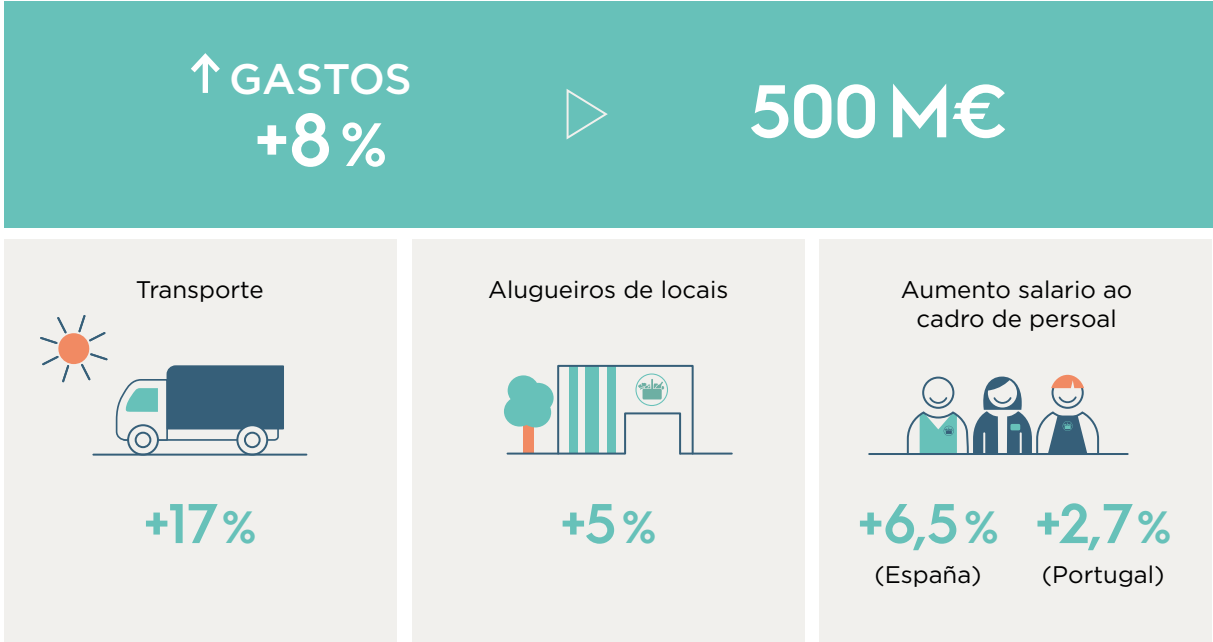 ↑ GASTOS
+8 %
500 M€
Transporte
+17 %
Alugueiros de locais
+5 %
Aumento salario ao
cadro de persoal
+6,5 % +2,7 %
(España) (Portugal)